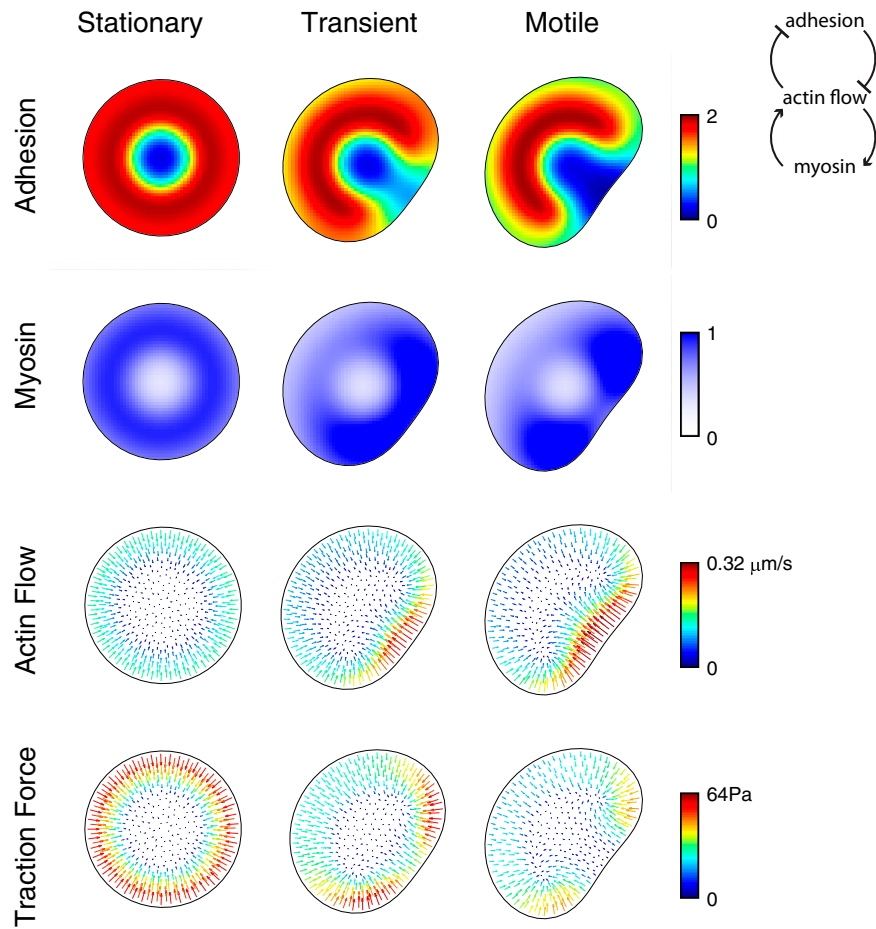 Stationary Transient Motile
adhesion
actin flow
myosin
Adhesion
2
0
Myosin
1
0
Actin Flow
0.32 μm/s
0
Traction Force
64Pa
0